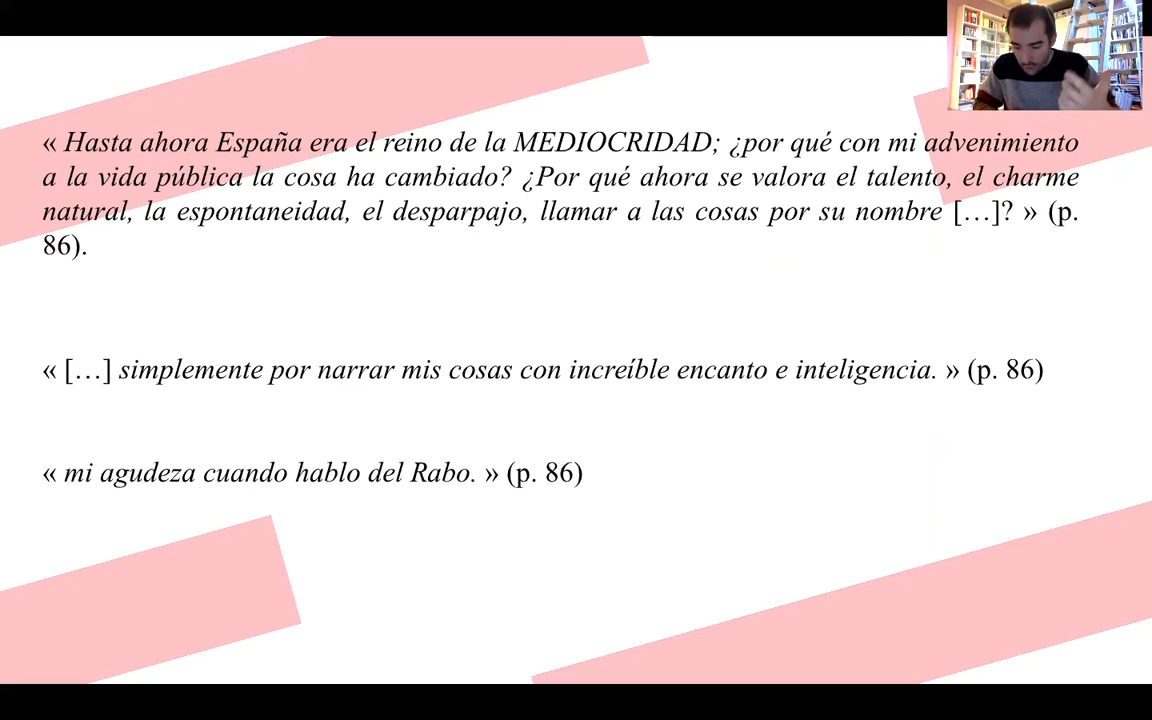 « Hasta ahora España era el reino de la MEDIOCRIDAD; ¿por qué con mi advenimiento
a la vida pública la cosa ha cambiado? ¿Por qué ahora se valora el talento, el charme
natural, la espontaneidad, el desparpajo, llamar a las cosas por su nombre […]? » (p.
86).
« […] simplemente por narrar mis cosas con increíble encanto e inteligencia. » (p. 86)
« mi agudeza cuando hablo del Rabo. » (p. 86)